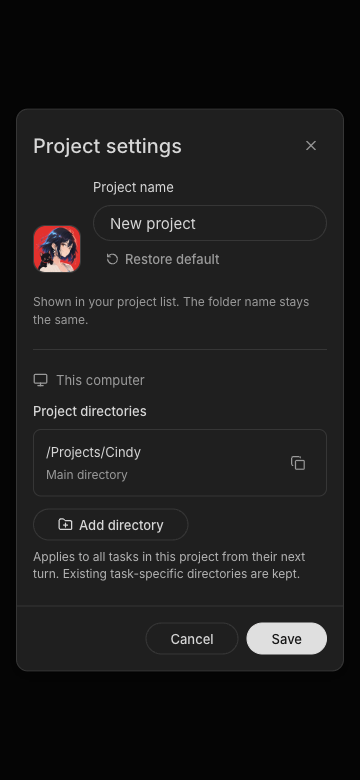 Project settings
Project name
New project
Restore default
Shown in your project list. The folder name stays
the same.
This computer
Project directories
/Projects/Cindy
Main directory
Add directory
Applies to all tasks in this project from their next
turn. Existing task-specific directories are kept.
Cancel
Save